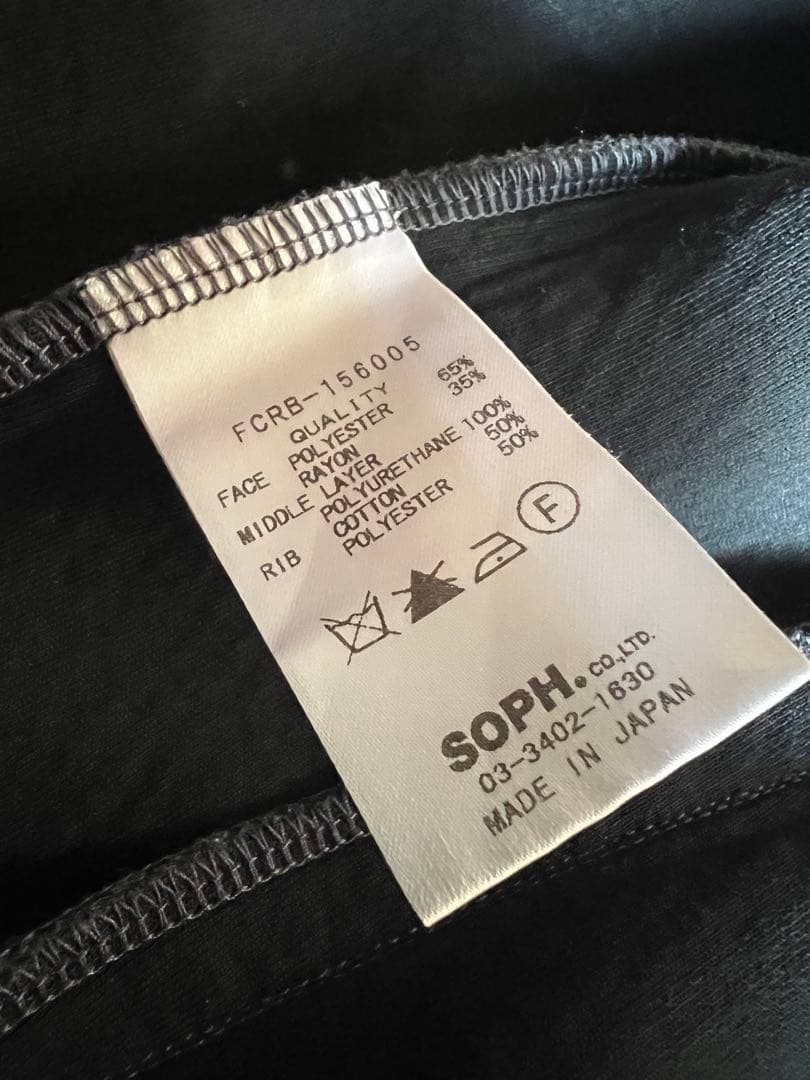 FCRB-156005
QUALITY
FACE POLYESTER 65%
RAYON 35%
MIDDLE LAYER
POLYURETHANE 100%
RIB COTTON 50%
POLYESTER 50%
F
SOPH. CO.,LTD.
03-3402-1630
MADE IN JAPAN